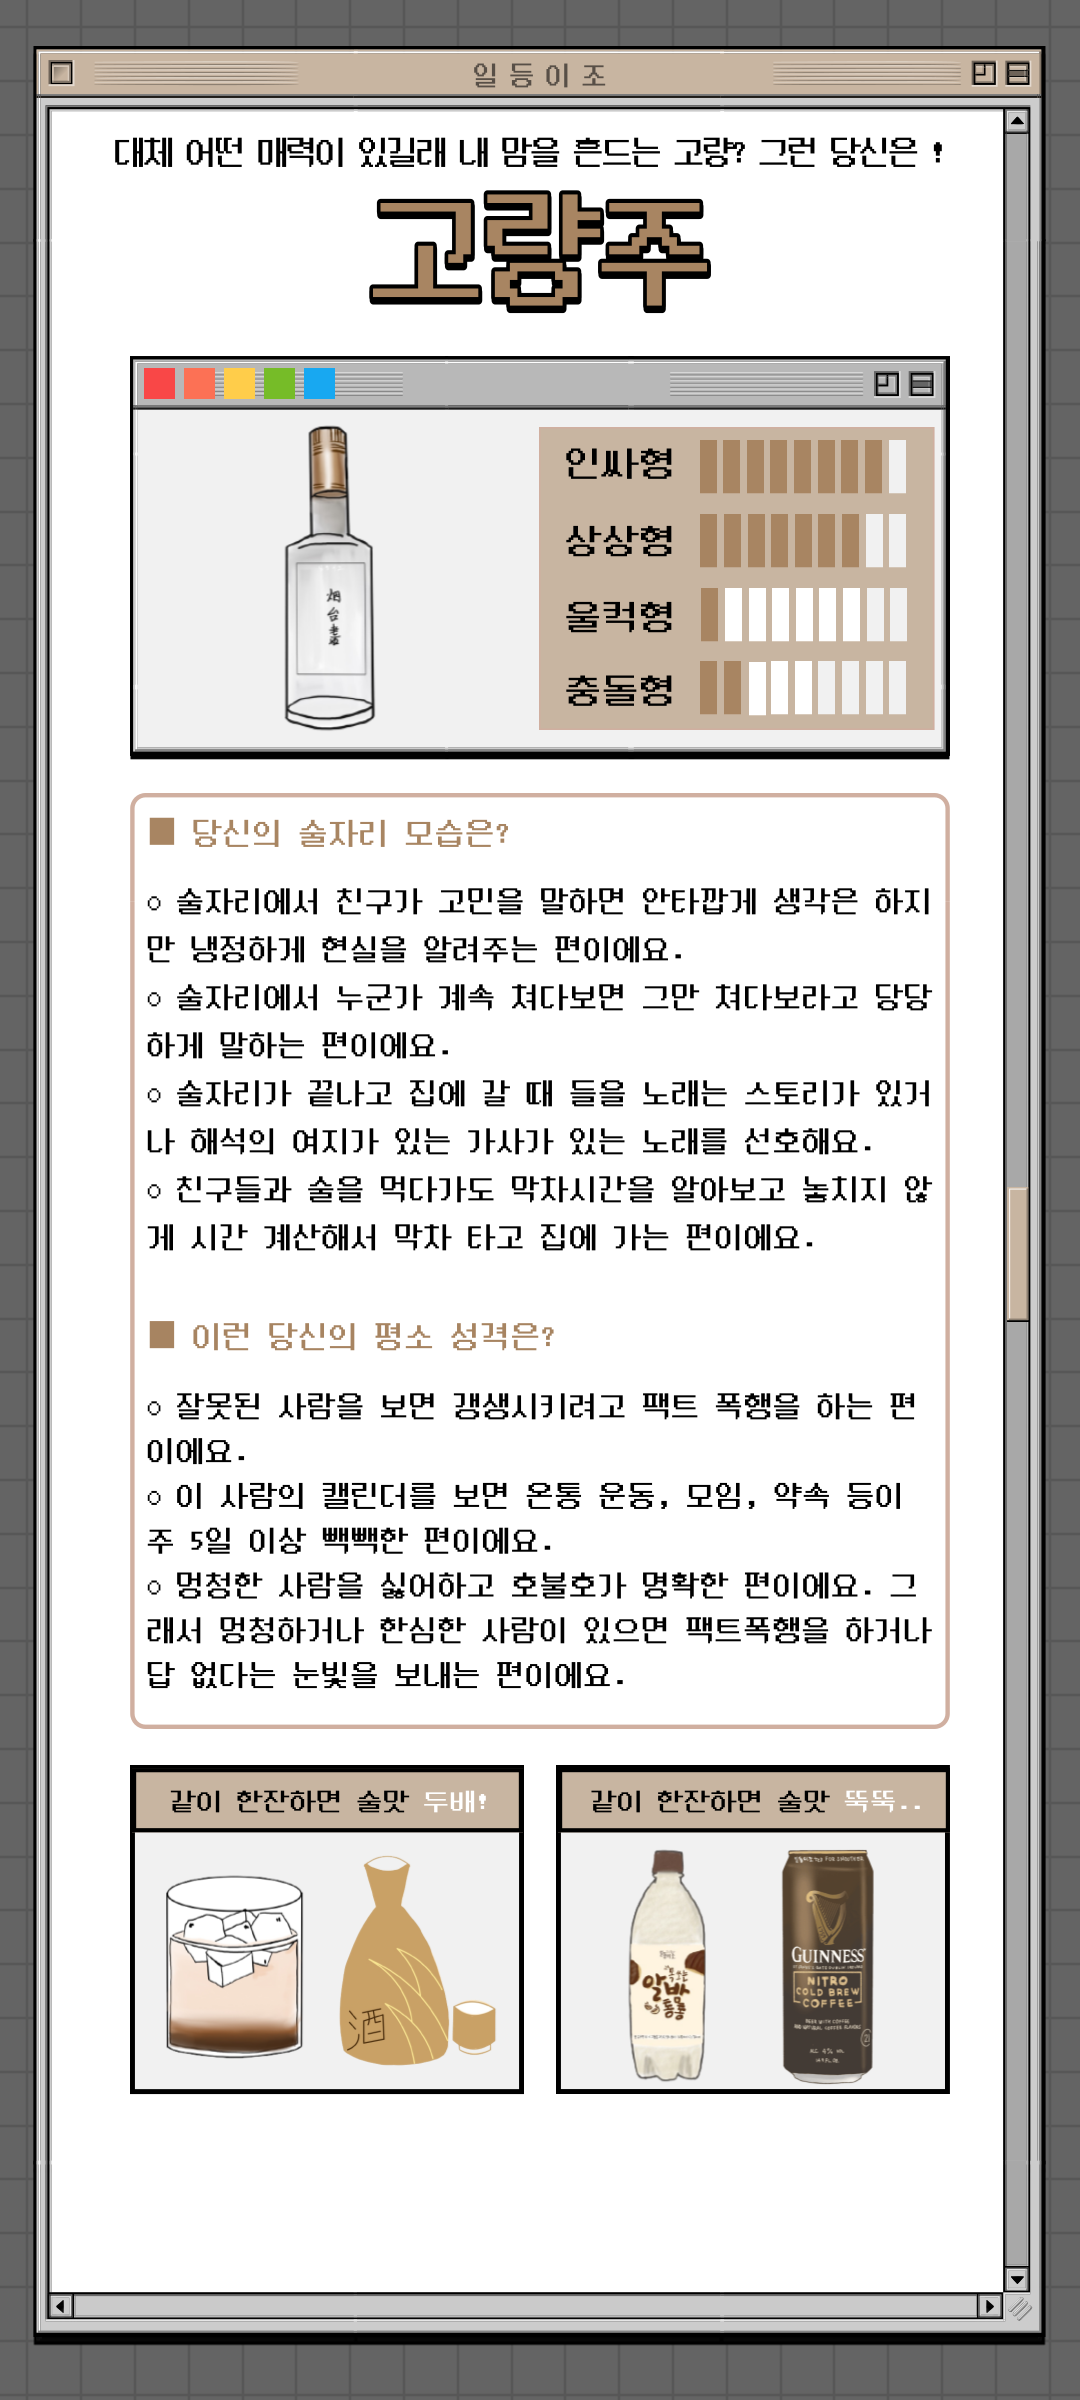 일등이조
대체 어떤 매력이 있길래 내 맘을 흔드는 고량? 그런 당신은 !
고량주
烟
台
老
인싸형
상상형
울컥형
충돌형
■ 당신의 술자리 모습은?
○ 술자리에서 친구가 고민을 말하면 안타깝게 생각은 하지
만 냉정하게 현실을 알려주는 편이에요.
○ 술자리에서 누군가 계속 쳐다보면 그만 쳐다보라고 당당
하게 말하는 편이에요.
○ 술자리가 끝나고 집에 갈 때 들을 노래는 스토리가 있거
나 해석의 여지가 있는 가사가 있는 노래를 선호해요.
○ 친구들과 술을 먹다가도 막차시간을 알아보고 놓치지 않
게 시간 계산해서 막차 타고 집에 가는 편이에요.
■ 이런 당신의 평소 성격은?
○ 잘못된 사람을 보면 갱생시키려고 팩트 폭행을 하는 편
이에요.
○ 이 사람의 캘린더를 보면 온통 운동, 모임, 약속 등이
주 5일 이상 빽빽한 편이에요.
○ 멍청한 사람을 싫어하고 호불호가 명확한 편이에요. 그
래서 멍청하거나 한심한 사람이 있으면 팩트폭행을 하거나
답 없다는 눈빛을 보내는 편이에요.
같이 한잔하면 술맛 두배!
酒
같이 한잔하면 술맛 뚝뚝..
알밤
톡톡
GUINNESS
NITRO
COLD BREW
COFFEE
BEER WITH COFFEE